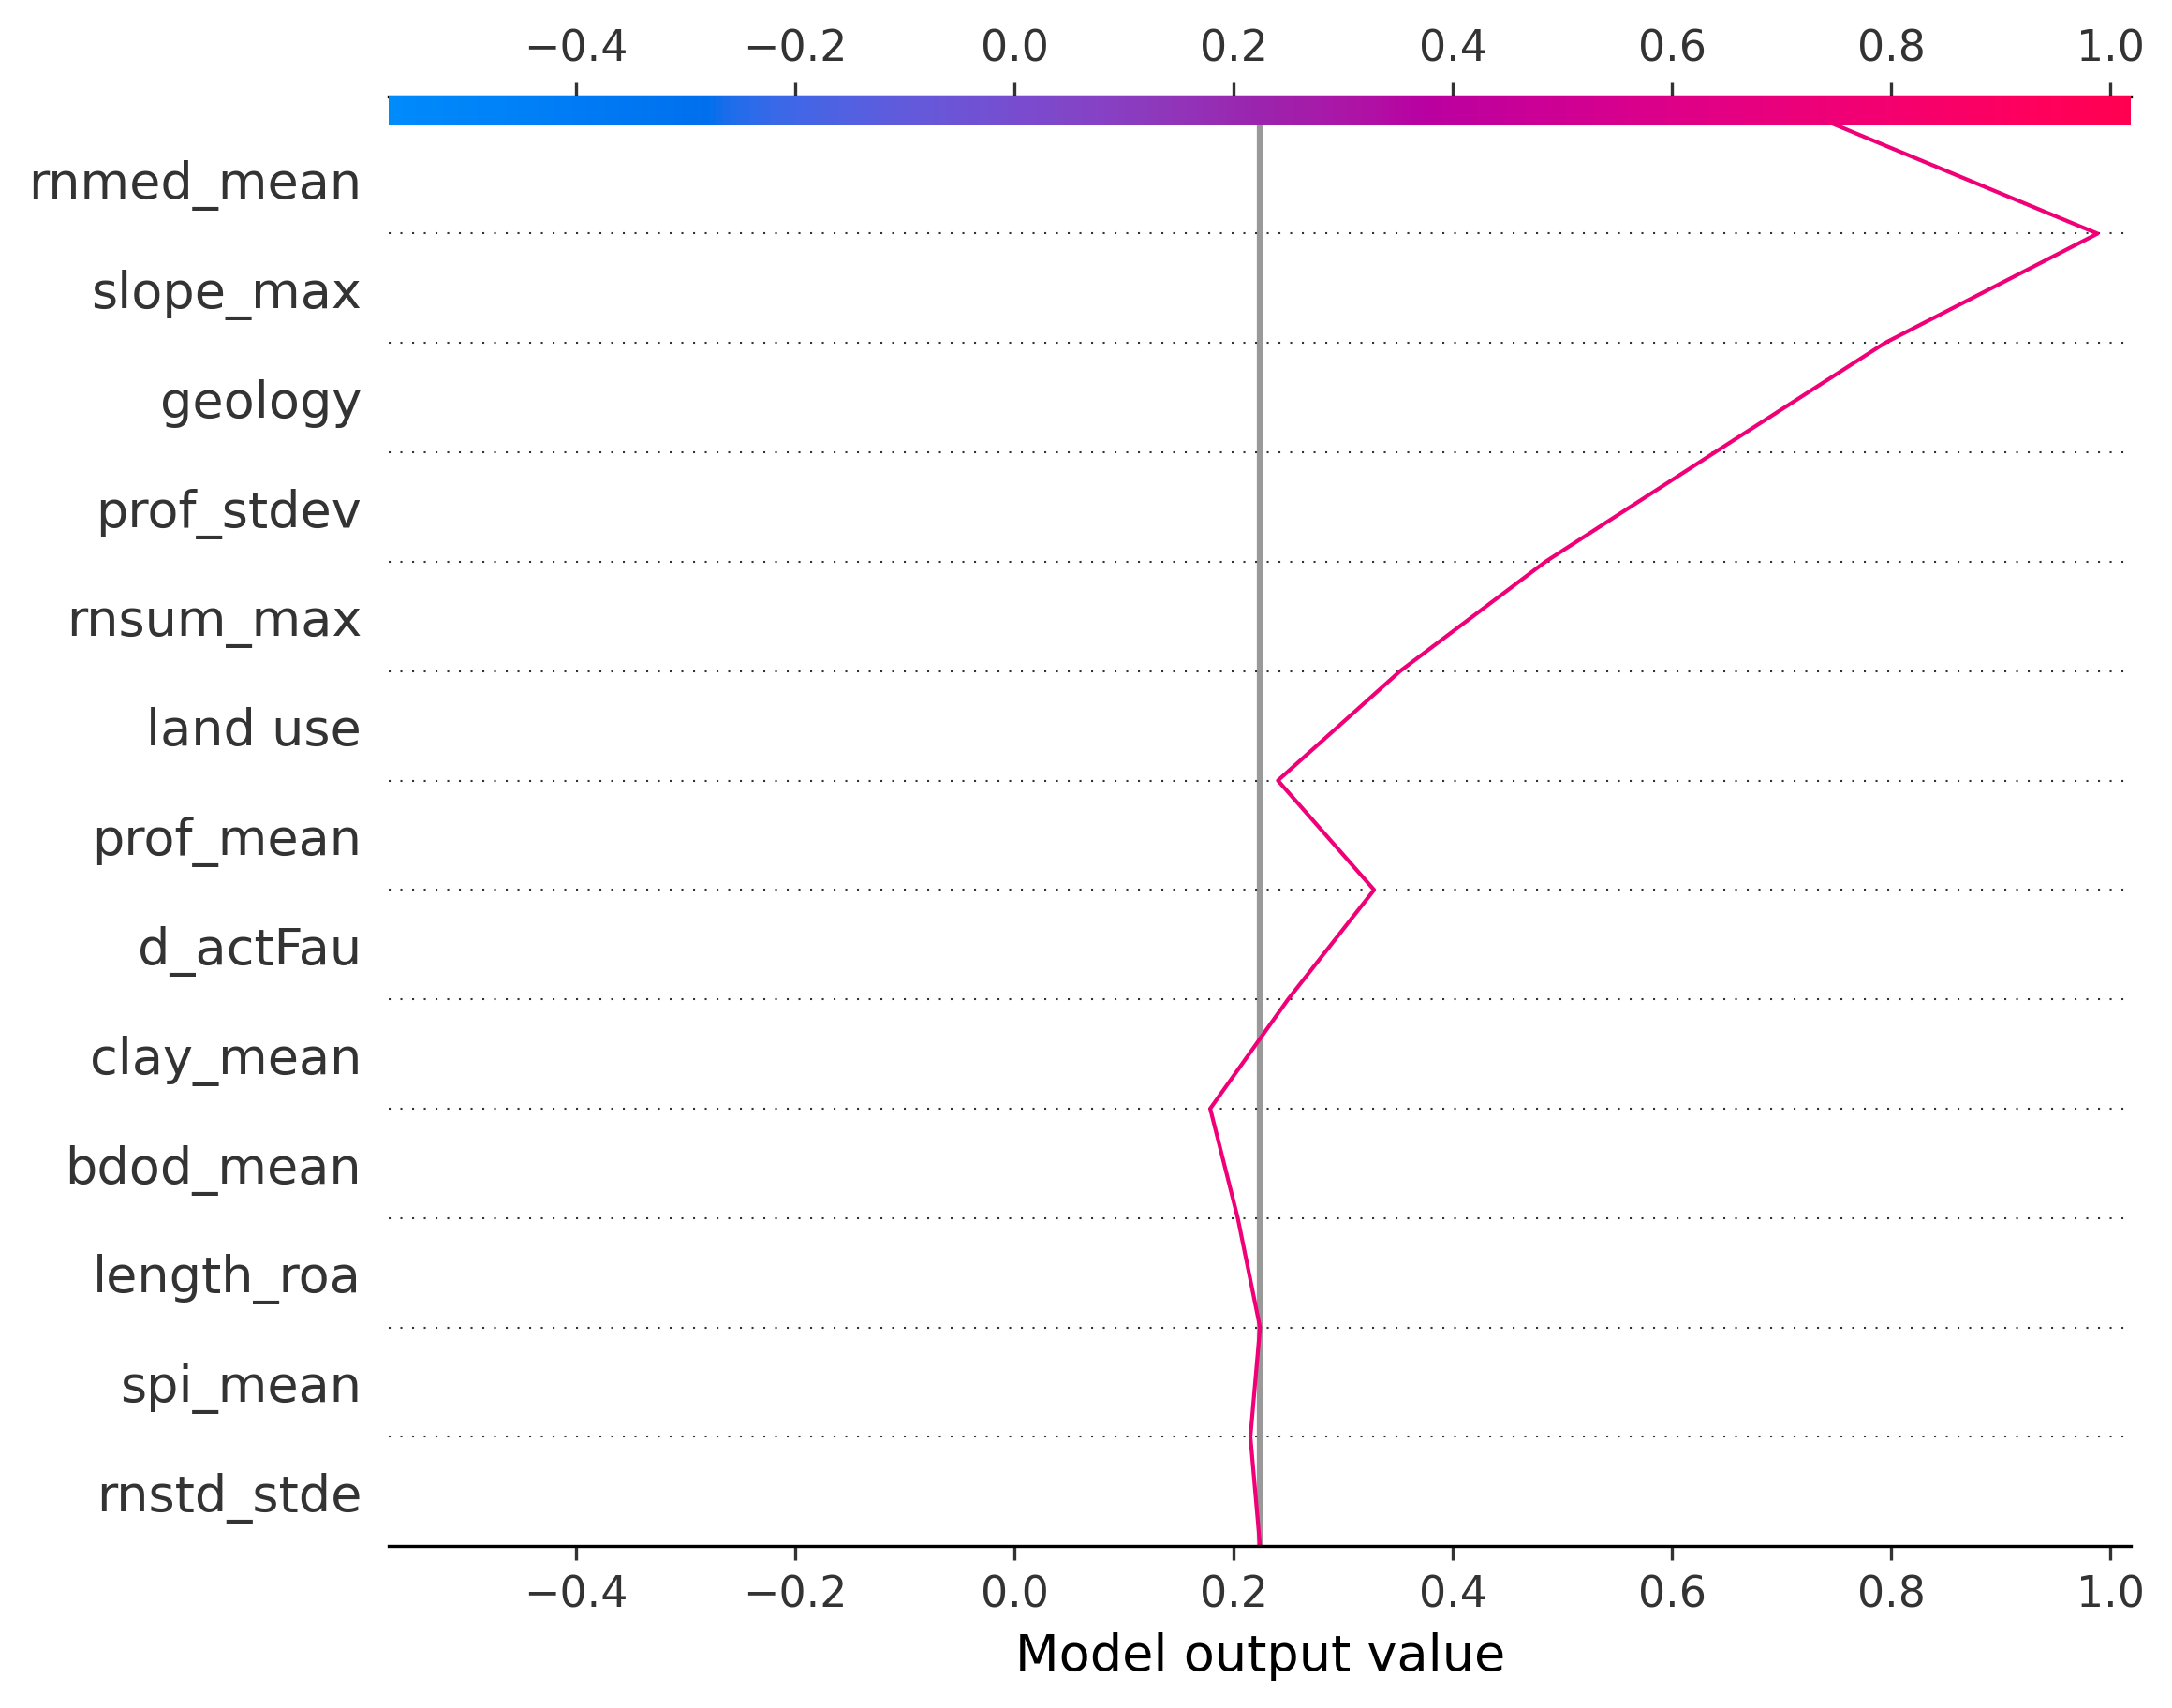 −0.4 −0.2 0.0 0.2 0.4 0.6 0.8 1.0
rnmed_mean
slope_max
geology
prof_stdev
rnsum_max
land use
prof_mean
d_actFau
clay_mean
bdod_mean
length_roa
spi_mean
rnstd_stde
−0.4 −0.2 0.0 0.2 0.4 0.6 0.8 1.0
Model output value